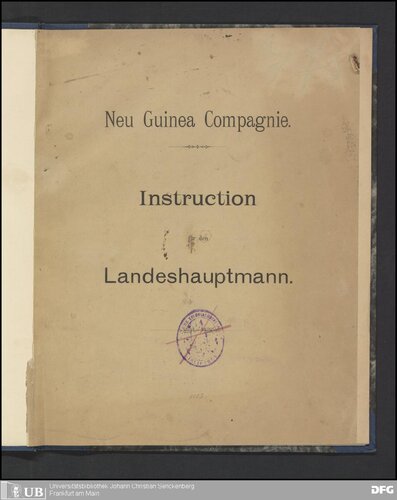 Neu Guinea Compagnie.
Instruction
für den
Landeshauptmann.
UB
Universitätsbibliothek Johann Christian Senckenberg
Frankfurt am Main
DFG